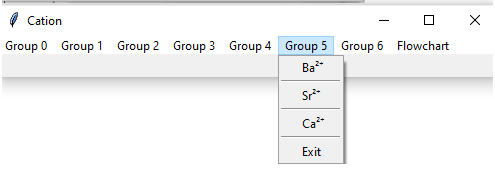 Cation
Group 0 Group 1 Group 2 Group 3 Group 4 Group 5 Group 6 Flowchart
Ba²⁺
Sr²⁺
Ca²⁺
Exit